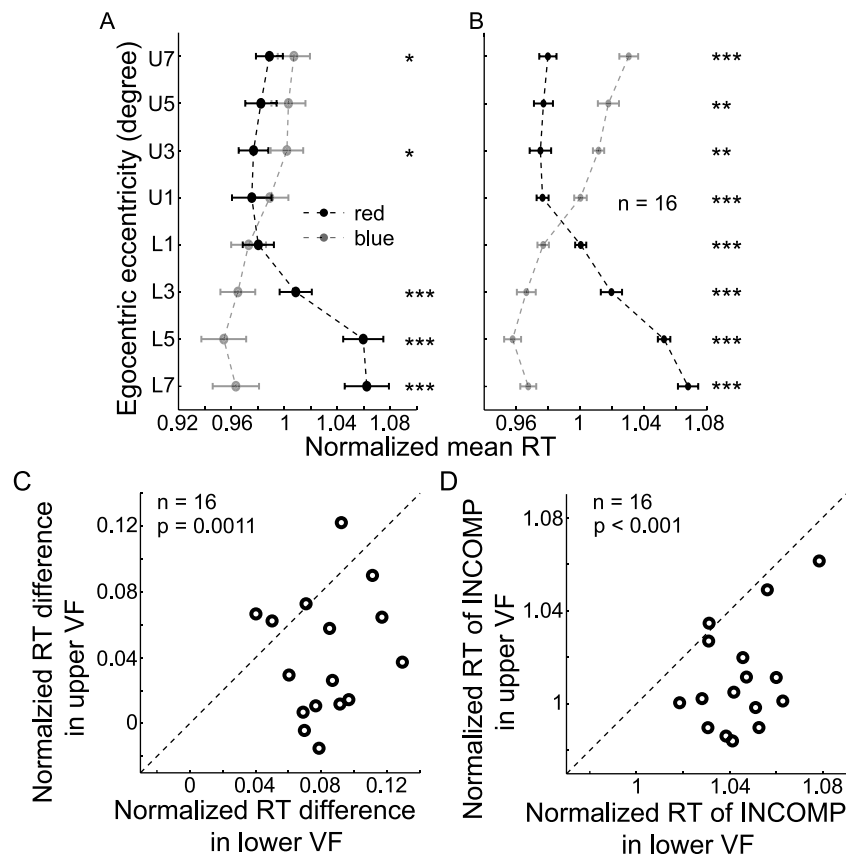 A
B
Egocentric eccentricity (degree)
U7
U5
U3
U1
L1
L3
L5
L7
*
*
***
***
***
red
blue
0.92
0.96
1
1.04
1.08
n = 16
***
**
**
***
***
***
***
***
0.96
1
1.04
1.08
Normalized mean RT
C
n = 16
p = 0.0011
Normalzied RT difference
in upper VF
0.12
0.08
0.04
0
0
0.04
0.08
0.12
Normalized RT difference
in lower VF
D
n = 16
p < 0.001
Normalized RT of INCOMP
in upper VF
1.08
1.04
1
1
1.04
1.08
Normalized RT of INCOMP
in lower VF